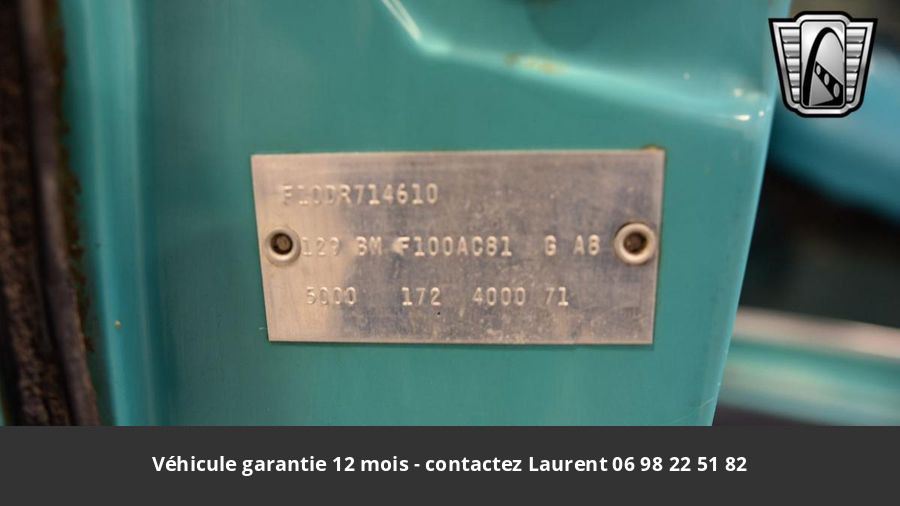 F10DR714610
129 BM F100AC81 G A8
5000 172 4000 71
Véhicule garantie 12 mois - contactez Laurent 06 98 22 51 82